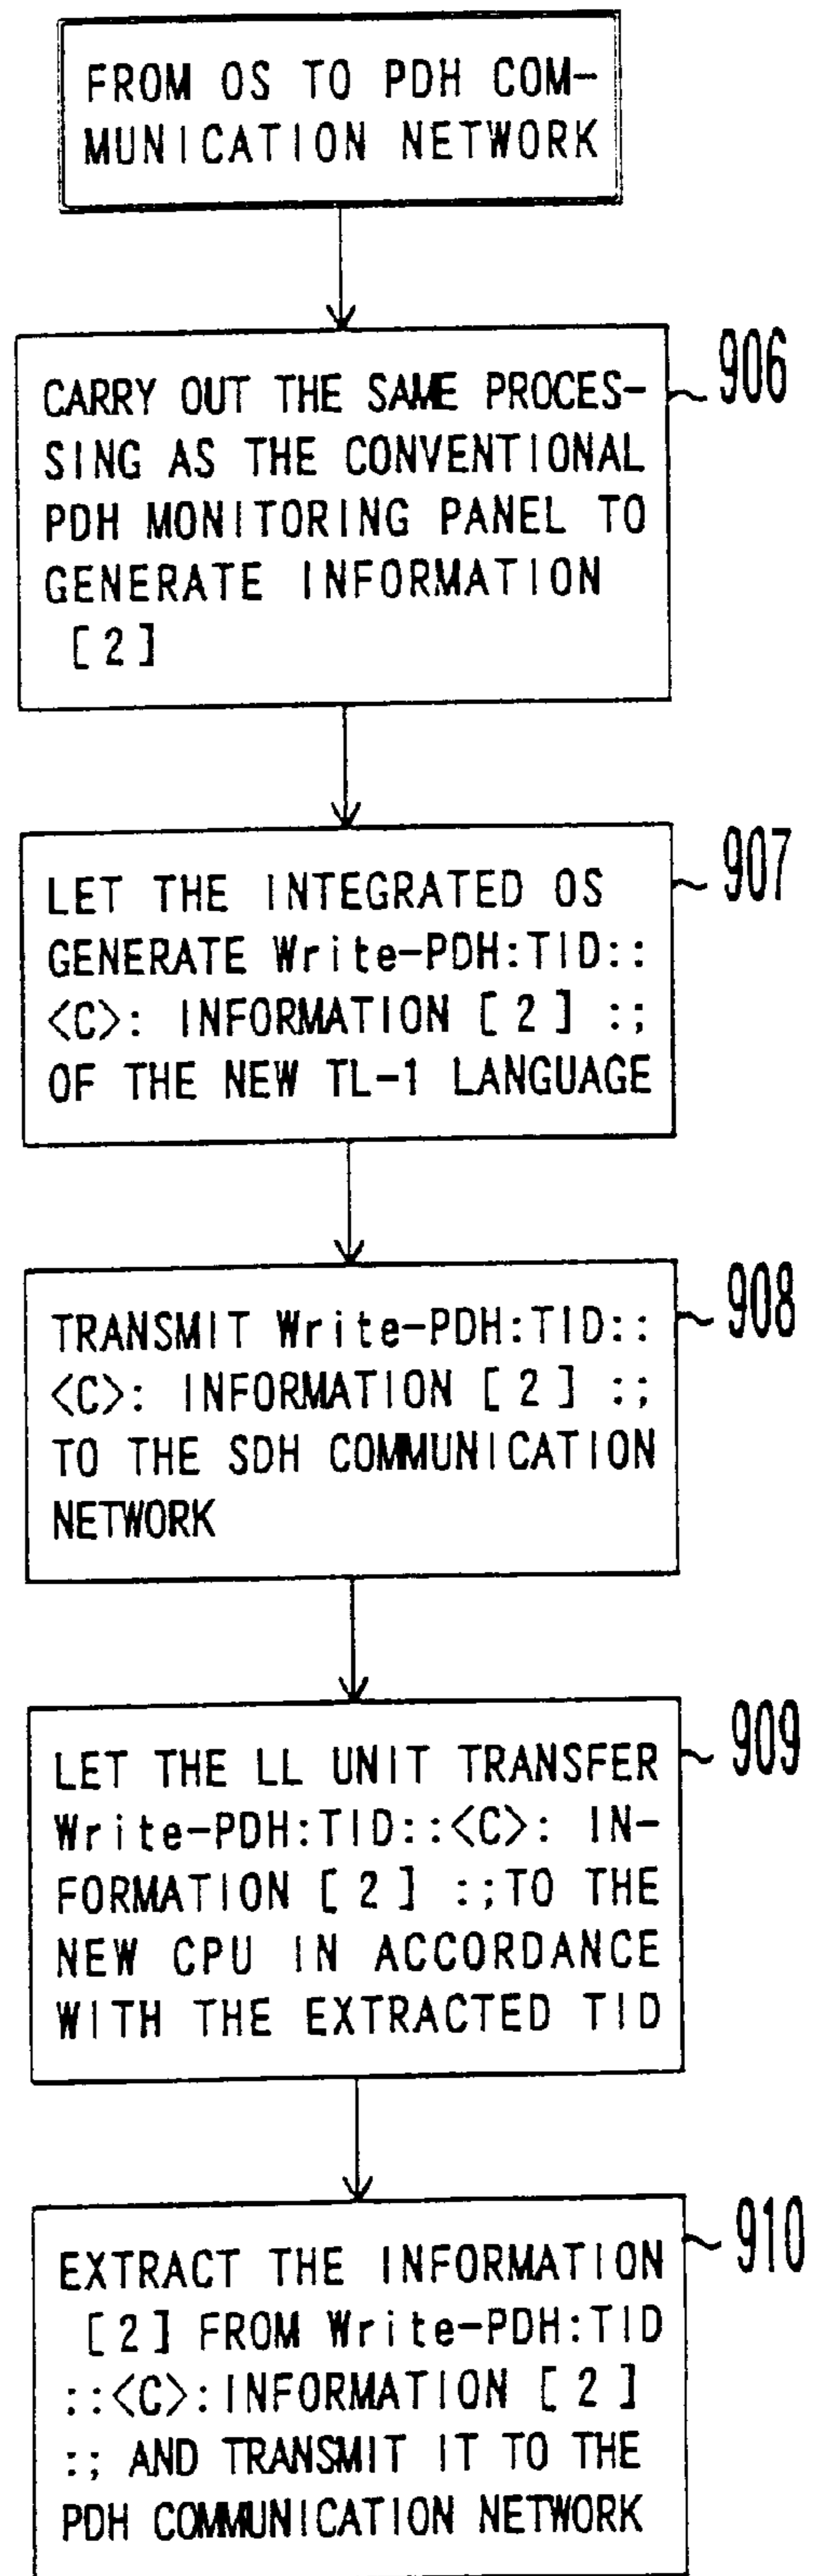 FROM OS TO PDH COM-
MUNICATION NETWORK
CARRY OUT THE SAME PROCES-
SING AS THE CONVENTIONAL
PDH MONITORING PANEL TO
GENERATE INFORMATION
[2]
906
LET THE INTEGRATED OS
GENERATE Write-PDH:TID::
<C>: INFORMATION [2] :;
OF THE NEW TL-1 LANGUAGE
907
TRANSMIT Write-PDH:TID::
<C>: INFORMATION [2] :;
TO THE SDH COMMUNICATION
NETWORK
908
LET THE LL UNIT TRANSFER
Write-PDH:TID::<C>: IN-
FORMATION [2] :;TO THE
NEW CPU IN ACCORDANCE
WITH THE EXTRACTED TID
909
EXTRACT THE INFORMATION
[2] FROM Write-PDH:TID
::<C>:INFORMATION [2]
:; AND TRANSMIT IT TO THE
PDH COMMUNICATION NETWORK
910